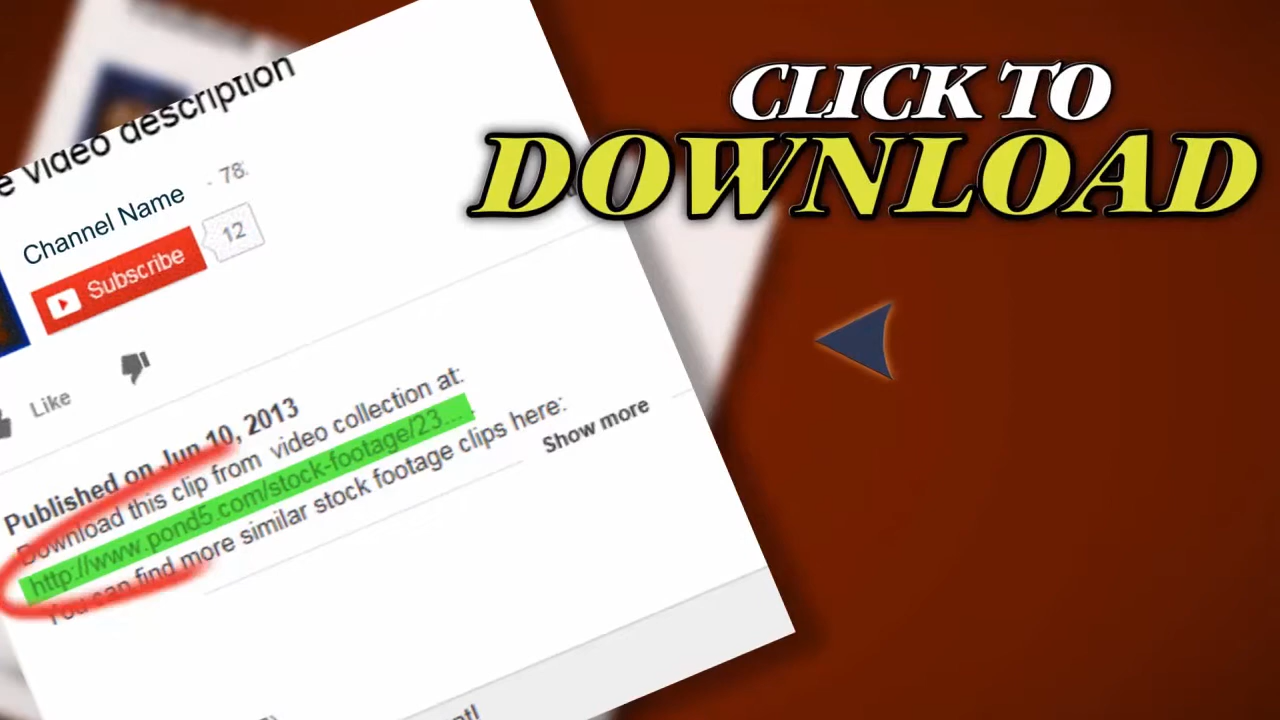 CLICK TO
DOWNLOAD
e video description
Channel Name · 78
Subscribe 12
Like
Published on Jun 10, 2013
Download this clip from video collection at:
http://www.pond5.com/stock-footage/23...
You can find more similar stock footage clips here:
Show more